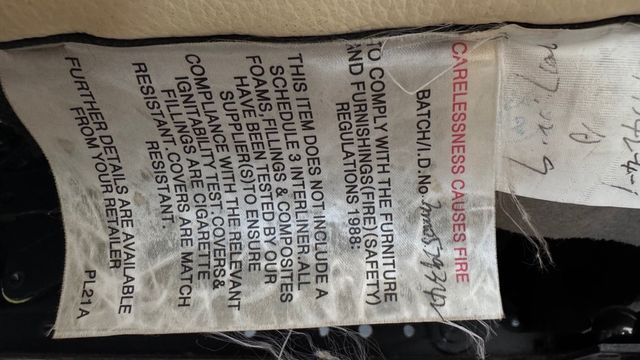 CARELESSNESS CAUSES FIRE
BATCH/I.D. No.
TO COMPLY WITH THE FURNITURE
AND FURNISHINGS(FIRE)(SAFETY)
REGULATIONS 1988:
THIS ITEM DOES NOT INCLUDE A
SCHEDULE 3 INTERLINER. ALL
FOAMS, FILLINGS & COMPOSITES
HAVE BEEN TESTED BY OUR
SUPPLIER(S)TO ENSURE
COMPLIANCE WITH THE RELEVANT
IGNITABILITY TEST. COVERS&
FILLINGS ARE CIGARETTE
RESISTANT. COVERS ARE MATCH
RESISTANT.
FURTHER DETAILS ARE AVAILABLE
FROM YOUR RETAILER
PL21A